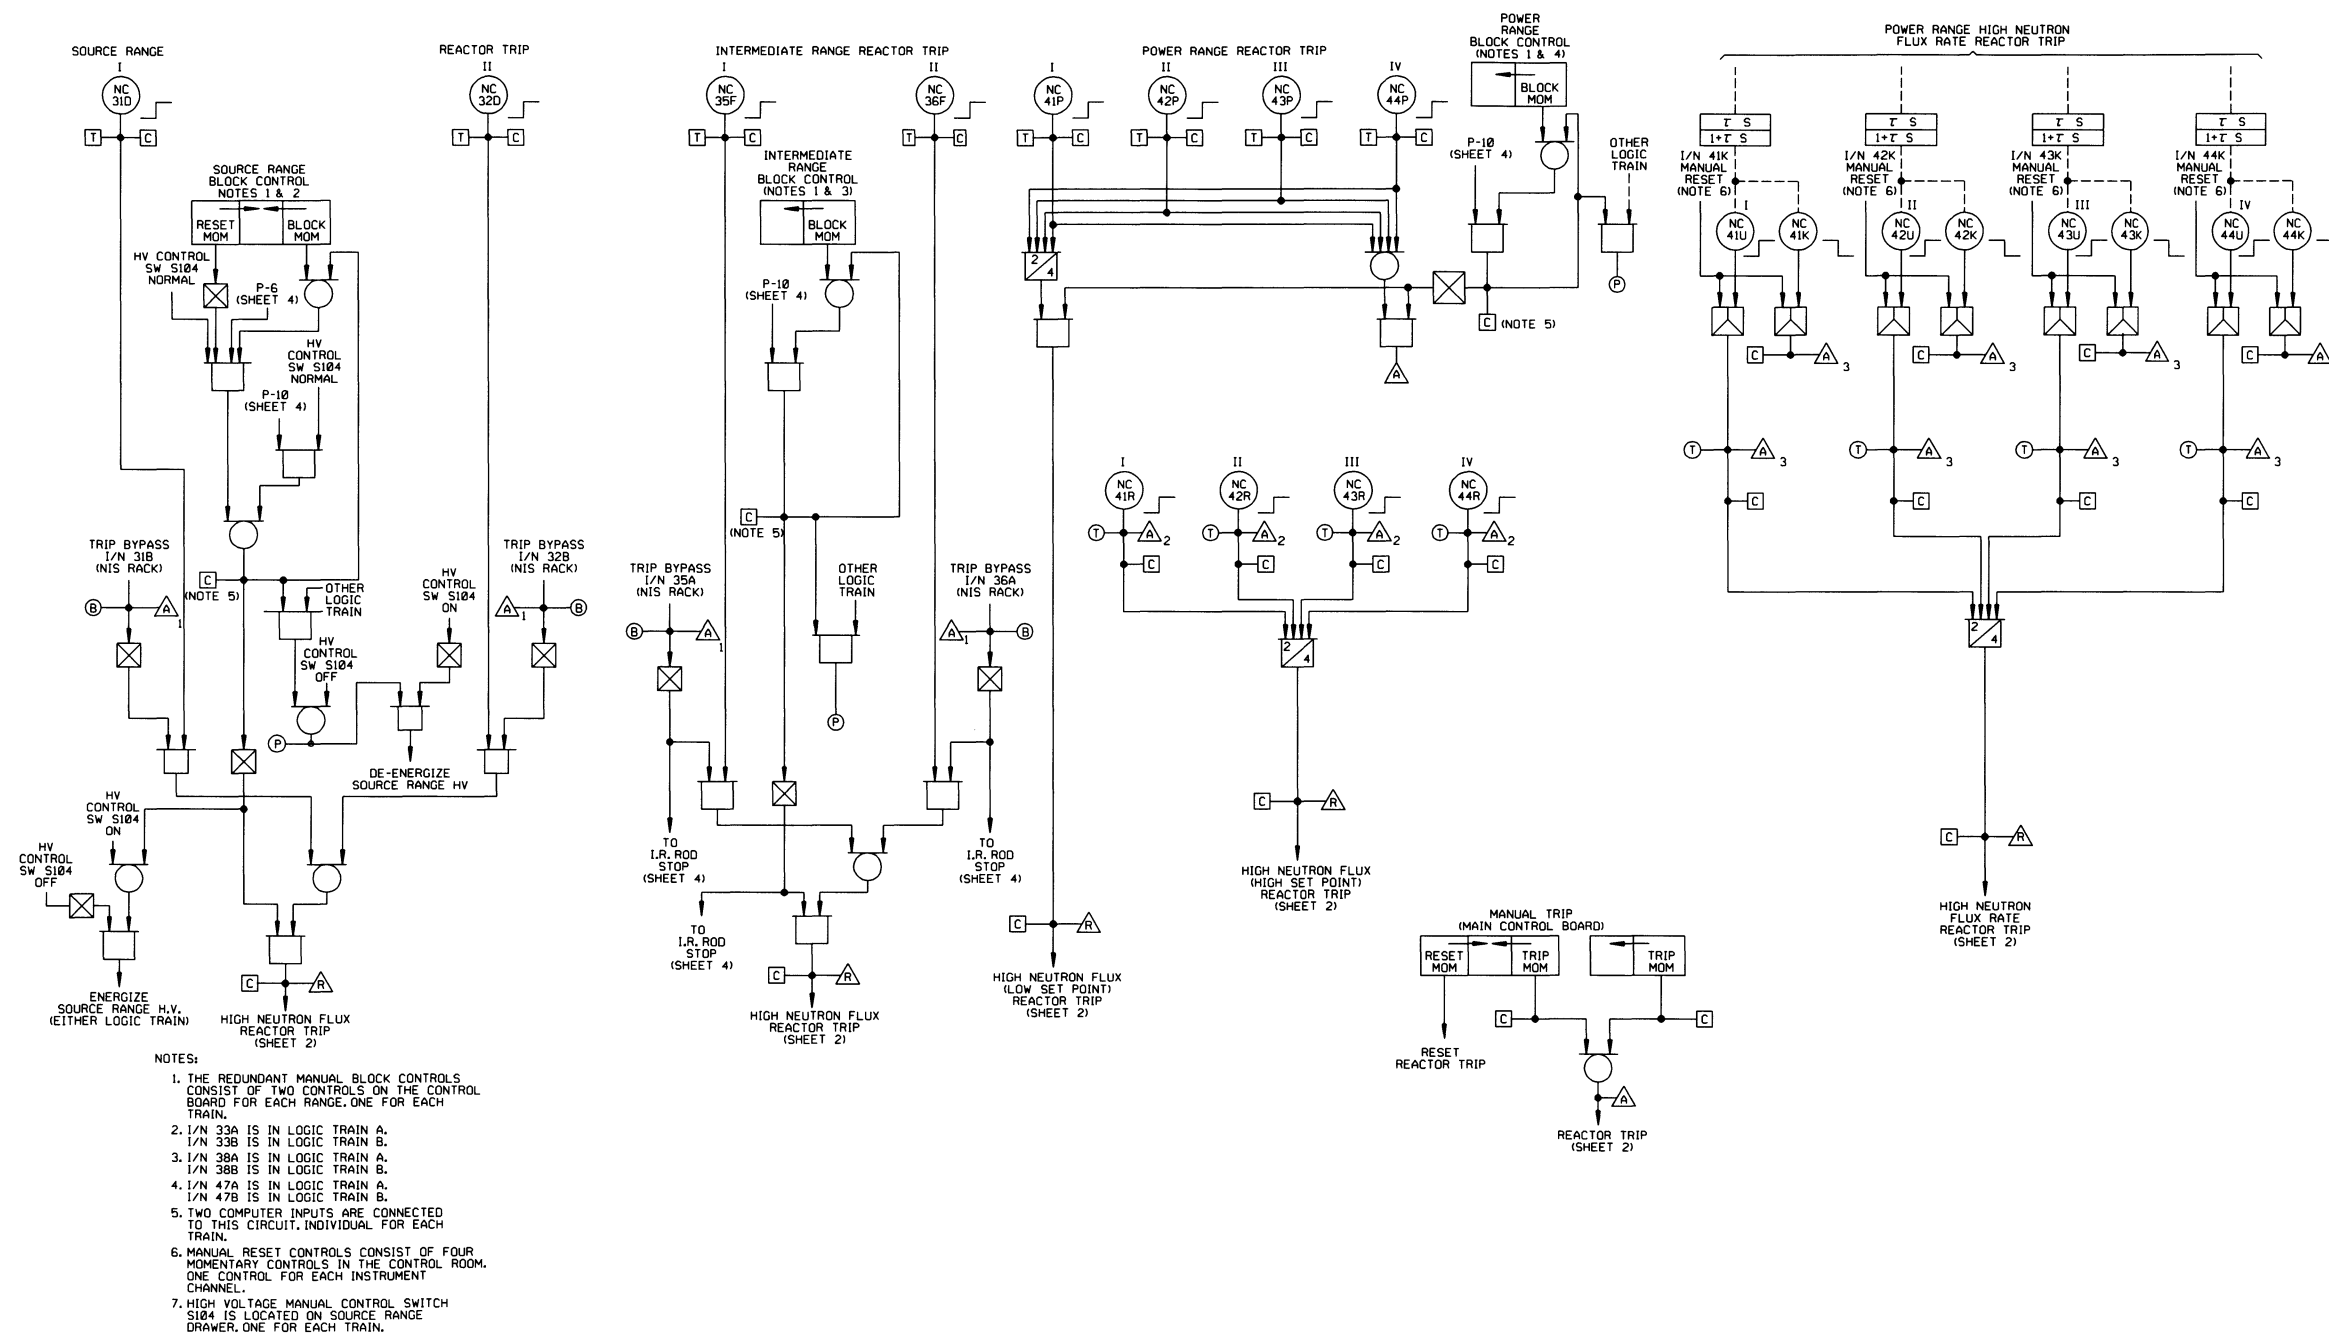 SOURCE RANGE
I
NC
31D
T
C
REACTOR TRIP
II
NC
32D
T
C
SOURCE RANGE
BLOCK CONTROL
NOTES 1 & 2
RESET
MOM
BLOCK
MOM
HV CONTROL
SW S104
NORMAL
P-6
(SHEET 4)
HV
CONTROL
SW S104
NORMAL
P-10
(SHEET 4)
TRIP BYPASS
I/N 31B
(NIS RACK)
B
A
1
C
(NOTE 5)
OTHER
LOGIC
TRAIN
HV
CONTROL
SW S104
OFF
HV
CONTROL
SW S104
ON
TRIP BYPASS
I/N 32B
(NIS RACK)
A
1
B
P
DE-ENERGIZE
SOURCE RANGE HV
HV
CONTROL
SW S104
ON
HV
CONTROL
SW S104
OFF
ENERGIZE
SOURCE RANGE H.V.
(EITHER LOGIC TRAIN)
C
R
HIGH NEUTRON FLUX
REACTOR TRIP
(SHEET 2)
INTERMEDIATE RANGE REACTOR TRIP
I
NC
35F
T
C
II
NC
36F
T
C
INTERMEDIATE
RANGE
BLOCK CONTROL
(NOTES 1 & 3)
BLOCK
MOM
P-10
(SHEET 4)
C
(NOTE 5)
TRIP BYPASS
I/N 35A
(NIS RACK)
B
A
1
OTHER
LOGIC
TRAIN
P
TRIP BYPASS
I/N 36A
(NIS RACK)
A
1
B
TO
I.R. ROD
STOP
(SHEET 4)
TO
I.R. ROD
STOP
(SHEET 4)
TO
I.R. ROD
STOP
(SHEET 4)
C
R
HIGH NEUTRON FLUX
REACTOR TRIP
(SHEET 2)
POWER RANGE REACTOR TRIP
I
NC
41P
T
C
II
NC
42P
T
C
III
NC
43P
T
C
IV
NC
44P
T
C
POWER
RANGE
BLOCK CONTROL
(NOTES 1 & 4)
BLOCK
MOM
P-10
(SHEET 4)
OTHER
LOGIC
TRAIN
P
2
4
C
(NOTE 5)
A
I
NC
41R
T
A
2
C
II
NC
42R
T
A
2
C
III
NC
43R
T
A
2
C
IV
NC
44R
T
A
2
C
2
4
C
R
HIGH NEUTRON FLUX
(HIGH SET POINT)
REACTOR TRIP
(SHEET 2)
C
R
HIGH NEUTRON FLUX
(LOW SET POINT)
REACTOR TRIP
(SHEET 2)
POWER RANGE HIGH NEUTRON
FLUX RATE REACTOR TRIP
τ S
1+τ S
I/N 41K
MANUAL
RESET
(NOTE 6)
I
NC
41U
NC
41K
C
A
3
T
A
3
C
τ S
1+τ S
I/N 42K
MANUAL
RESET
(NOTE 6)
II
NC
42U
NC
42K
C
A
3
T
A
3
C
τ S
1+τ S
I/N 43K
MANUAL
RESET
(NOTE 6)
III
NC
43U
NC
43K
C
A
3
T
A
3
C
τ S
1+τ S
I/N 44K
MANUAL
RESET
(NOTE 6)
IV
NC
44U
NC
44K
C
A
T
A
3
C
2
4
C
R
HIGH NEUTRON
FLUX RATE
REACTOR TRIP
(SHEET 2)
MANUAL TRIP
(MAIN CONTROL BOARD)
RESET
MOM
TRIP
MOM
TRIP
MOM
C
C
RESET
REACTOR TRIP
A
REACTOR TRIP
(SHEET 2)
NOTES:
1. THE REDUNDANT MANUAL BLOCK CONTROLS
CONSIST OF TWO CONTROLS ON THE CONTROL
BOARD FOR EACH RANGE. ONE FOR EACH
TRAIN.
2. I/N 33A IS IN LOGIC TRAIN A.
I/N 33B IS IN LOGIC TRAIN B.
3. I/N 38A IS IN LOGIC TRAIN A.
I/N 38B IS IN LOGIC TRAIN B.
4. I/N 47A IS IN LOGIC TRAIN A.
I/N 47B IS IN LOGIC TRAIN B.
5. TWO COMPUTER INPUTS ARE CONNECTED
TO THIS CIRCUIT. INDIVIDUAL FOR EACH
TRAIN.
6. MANUAL RESET CONTROLS CONSIST OF FOUR
MOMENTARY CONTROLS IN THE CONTROL ROOM.
ONE CONTROL FOR EACH INSTRUMENT
CHANNEL.
7. HIGH VOLTAGE MANUAL CONTROL SWITCH
S104 IS LOCATED ON SOURCE RANGE
DRAWER. ONE FOR EACH TRAIN.